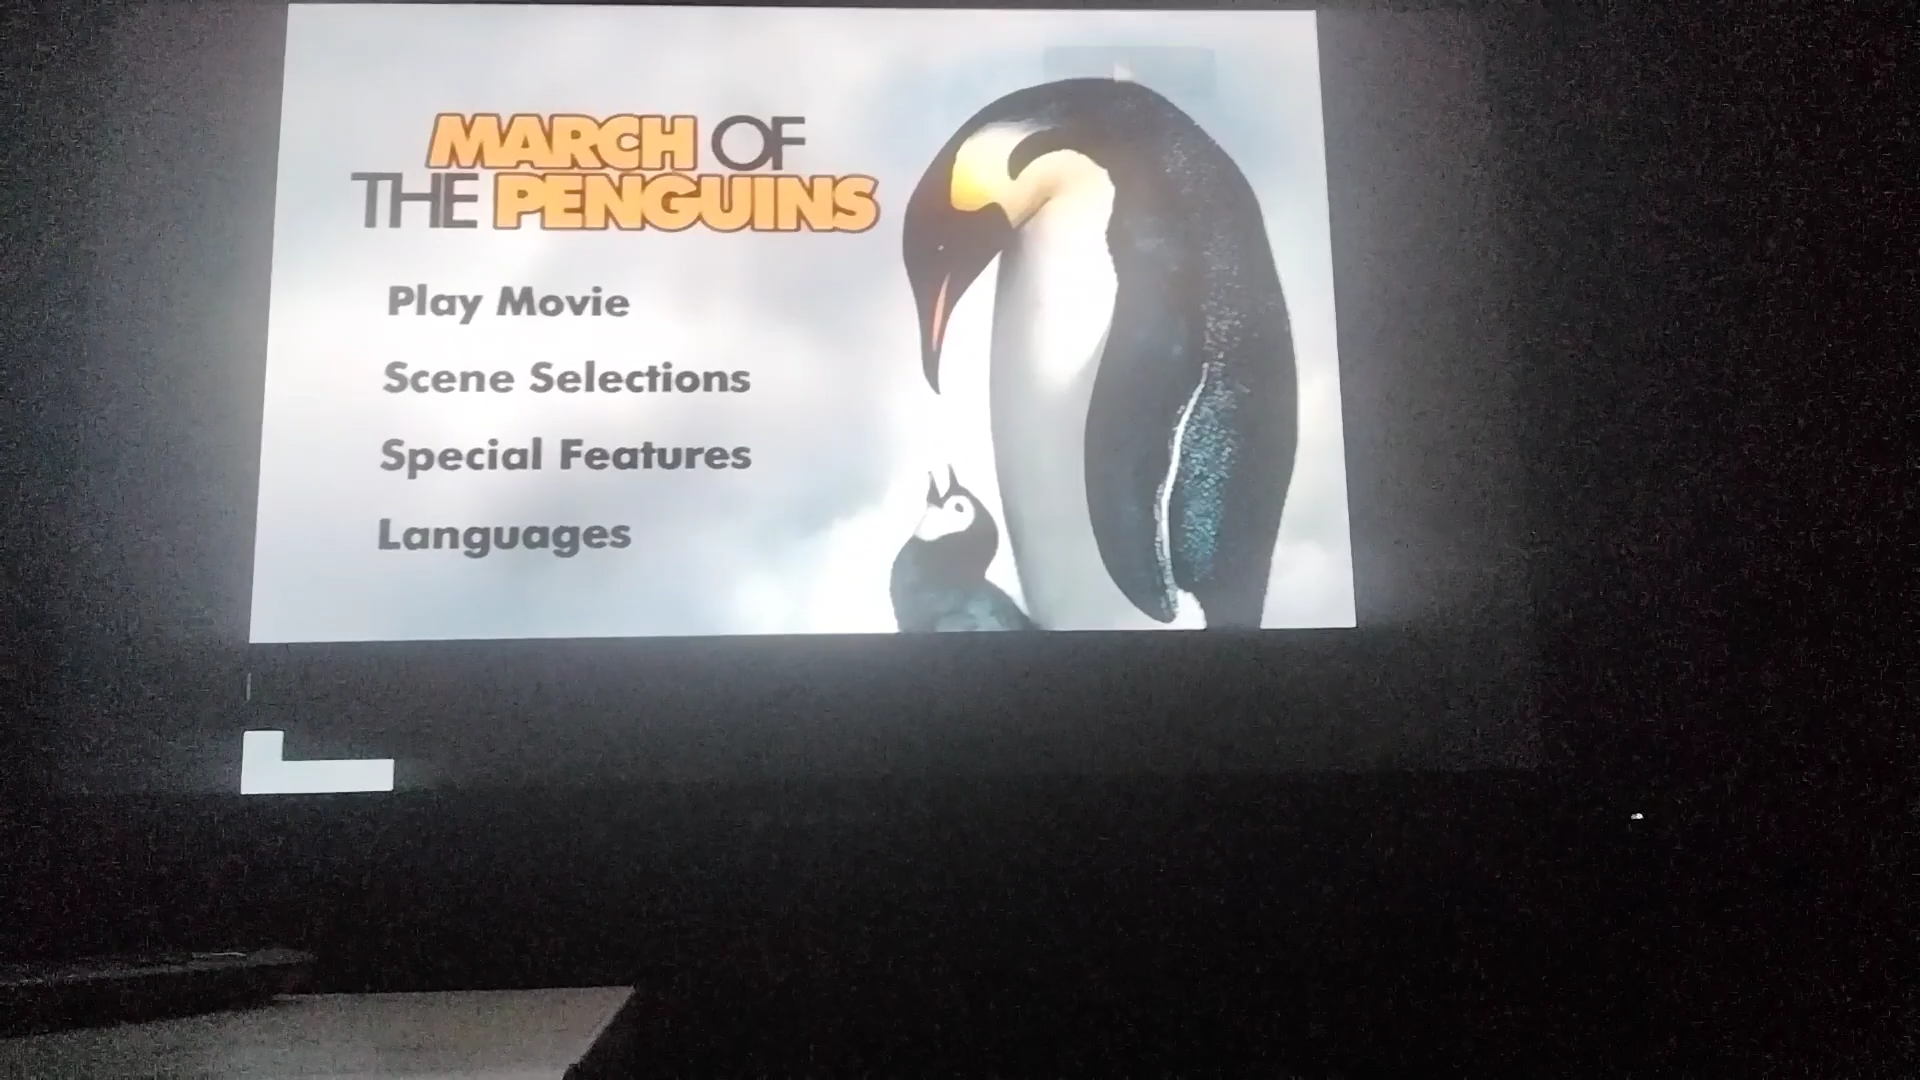 MARCH OF
THE PENGUINS
Play Movie
Scene Selections
Special Features
Languages